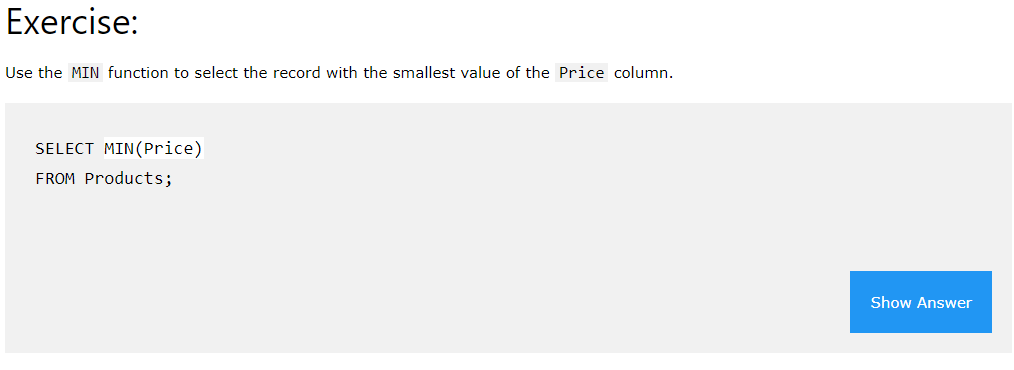 Exercise:
Use the MIN function to select the record with the smallest value of the Price column.
SELECT MIN(Price)
FROM Products;
Show Answer